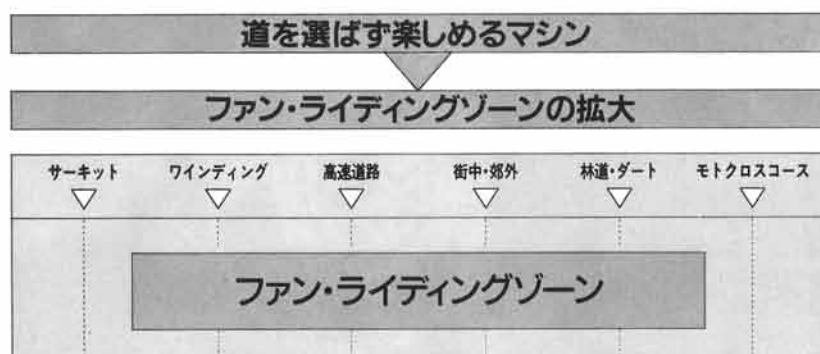 道を選ばず楽しめるマシン
ファン・ライディングゾーンの拡大
サーキット ワインディング 高速道路 街中・郊外 林道・ダート モトクロスコース
ファン・ライディングゾーン